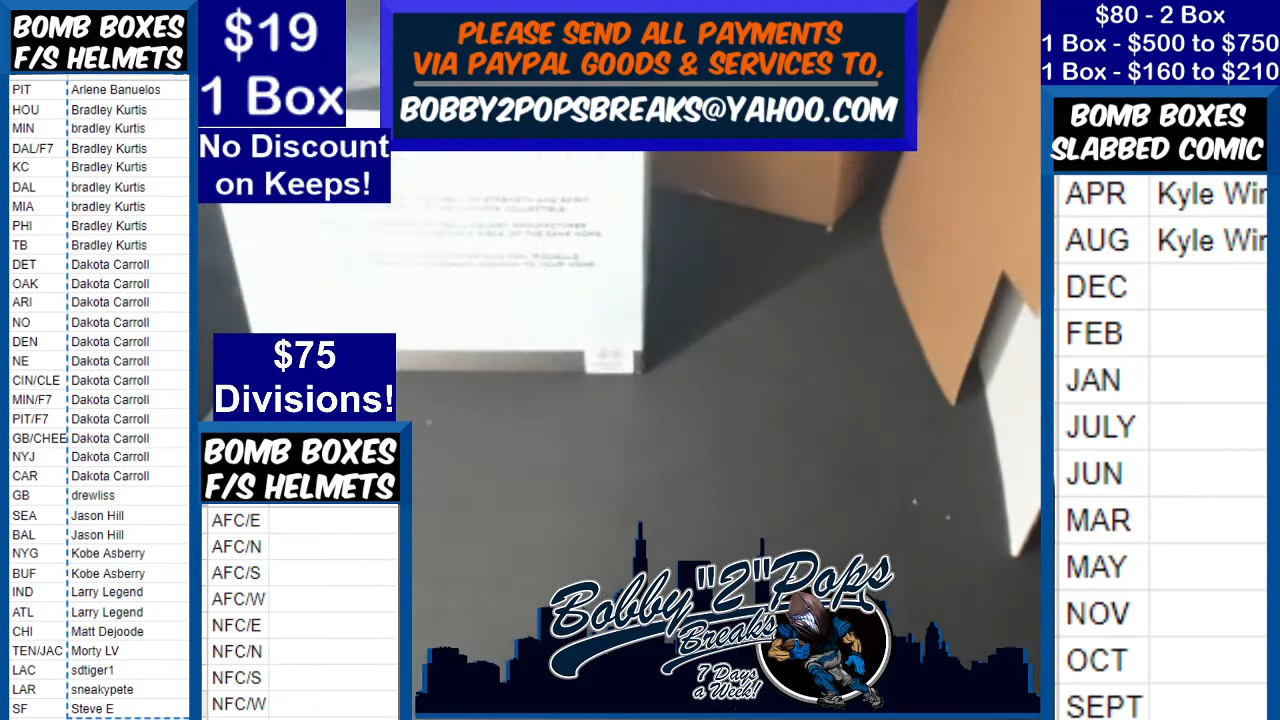 BOMB BOXES
F/S HELMETS
PIT Arlene Banuelos
HOU Bradley Kurtis
MIN bradley Kurtis
DAL/F7 Bradley Kurtis
KC Bradley Kurtis
DAL bradley Kurtis
MIA bradley Kurtis
PHI Bradley Kurtis
TB Bradley Kurtis
DET Dakota Carroll
OAK Dakota Carroll
ARI Dakota Carroll
NO Dakota Carroll
DEN Dakota Carroll
NE Dakota Carroll
CIN/CLE Dakota Carroll
MIN/F7 Dakota Carroll
PIT/F7 Dakota Carroll
GB/CHEE Dakota Carroll
NYJ Dakota Carroll
CAR Dakota Carroll
GB drewliss
SEA Jason Hill
BAL Jason Hill
NYG Kobe Asberry
BUF Kobe Asberry
IND Larry Legend
ATL Larry Legend
CHI Matt Dejoode
TEN/JAC Morty LV
LAC sdtiger1
LAR sneakypete
SF Steve E
$19
1 Box
No Discount
on Keeps!
$75
Divisions!
BOMB BOXES
F/S HELMETS
AFC/E
AFC/N
AFC/S
AFC/W
NFC/E
NFC/N
NFC/S
NFC/W
PLEASE SEND ALL PAYMENTS
VIA PAYPAL GOODS & SERVICES TO,
BOBBY2POPSBREAKS@YAHOO.COM
Bobby "2" Pops
Breaks
7 Days
a Week!
$80 - 2 Box
1 Box - $500 to $750
1 Box - $160 to $210
BOMB BOXES
SLABBED COMIC
APR Kyle Wir
AUG Kyle Wir
DEC
FEB
JAN
JULY
JUN
MAR
MAY
NOV
OCT
SEPT